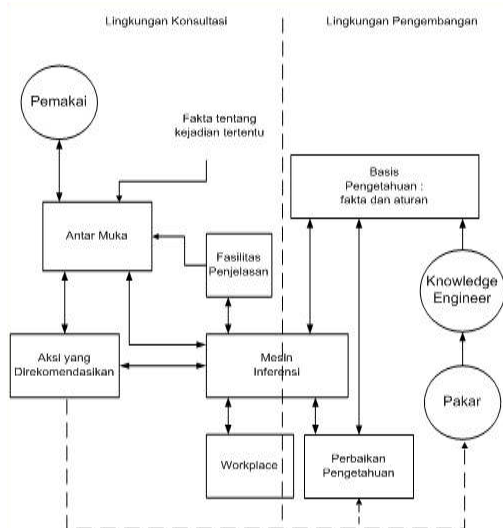 Lingkungan Konsultasi
Lingkungan Pengembangan
Pemakai
Fakta tentang
kejadian tertentu
Basis
Pengetahuan :
fakta dan aturan
Antar Muka
Fasilitas
Penjelasan
Knowledge
Engineer
Aksi yang
Direkomendasikan
Mesin
Inferensi
Pakar
Workplace
Perbaikan
Pengetahuan